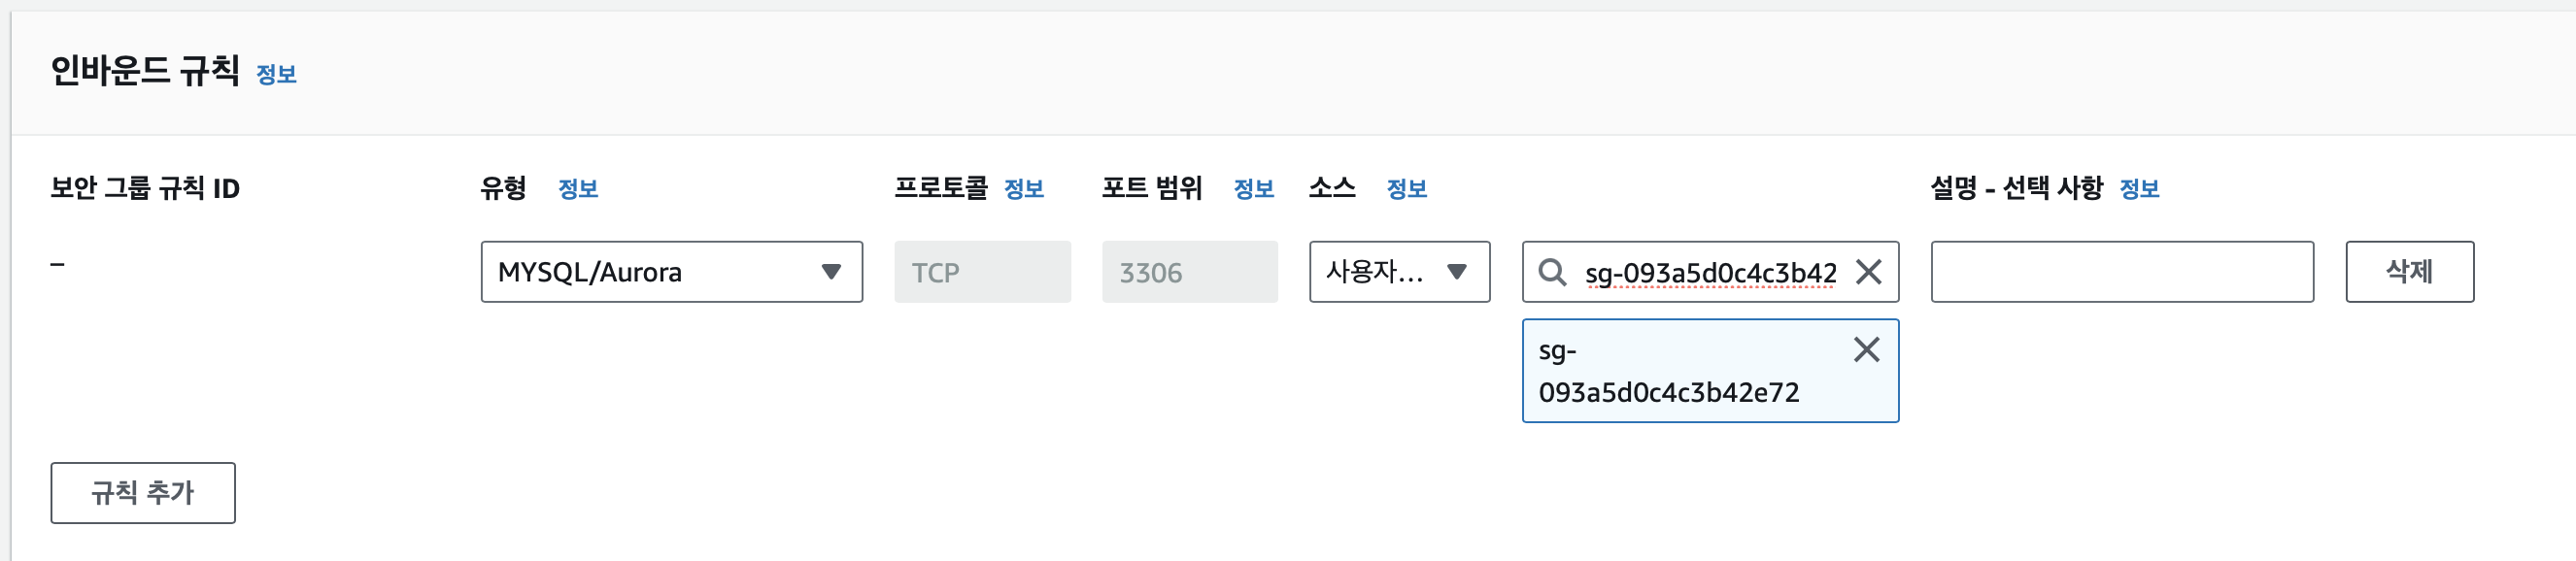 인바운드 규칙 정보
보안 그룹 규칙 ID 유형 정보 프로토콜 정보 포트 범위 정보 소스 정보 설명 - 선택 사항 정보
– MYSQL/Aurora TCP 3306 사용자... sg-093a5d0c4c3b42 삭제
sg-
093a5d0c4c3b42e72
규칙 추가